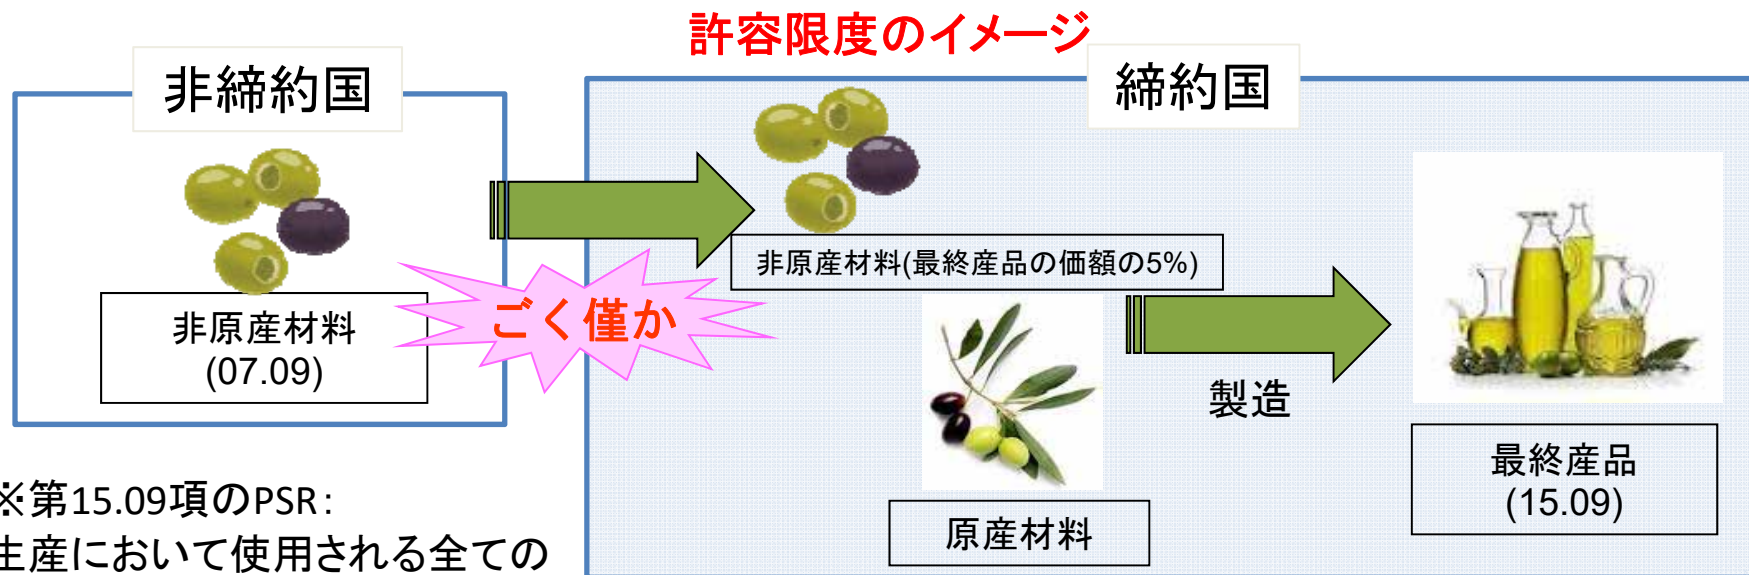 許容限度のイメージ
非締約国
締約国
非原産材料(最終産品の価額の5%)
ごく僅か
非原産材料
(07.09)
製造
原産材料
最終産品
(15.09)
※第15.09項のPSR：
生産において使用される全ての